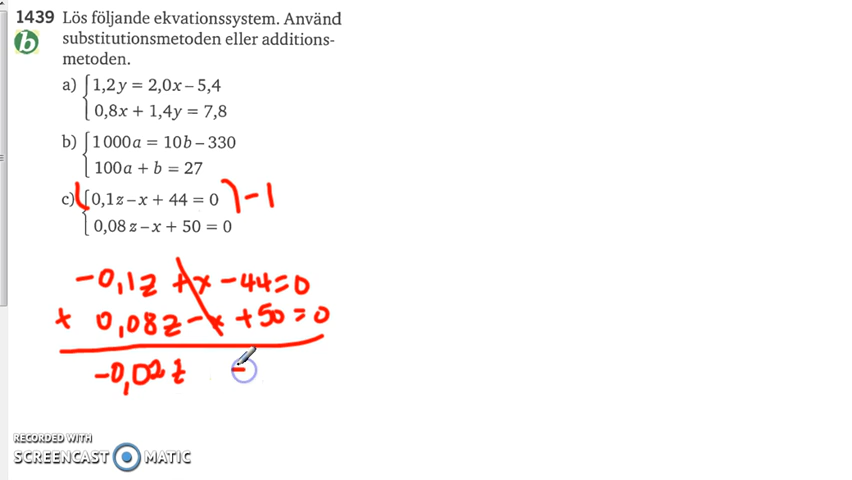 1439 Lös följande ekvationssystem. Använd
b substitutionsmetoden eller additions-
metoden.
a) { 1,2y = 2,0x – 5,4
0,8x + 1,4y = 7,8
b) { 1 000a = 10b – 330
100a + b = 27
c) ( { 0,1z – x + 44 = 0 ) -1
0,08z – x + 50 = 0
-0,1z +x -44=0
+ 0,08z -x +50=0
-0,02z -
RECORDED WITH
SCREENCAST MATIC